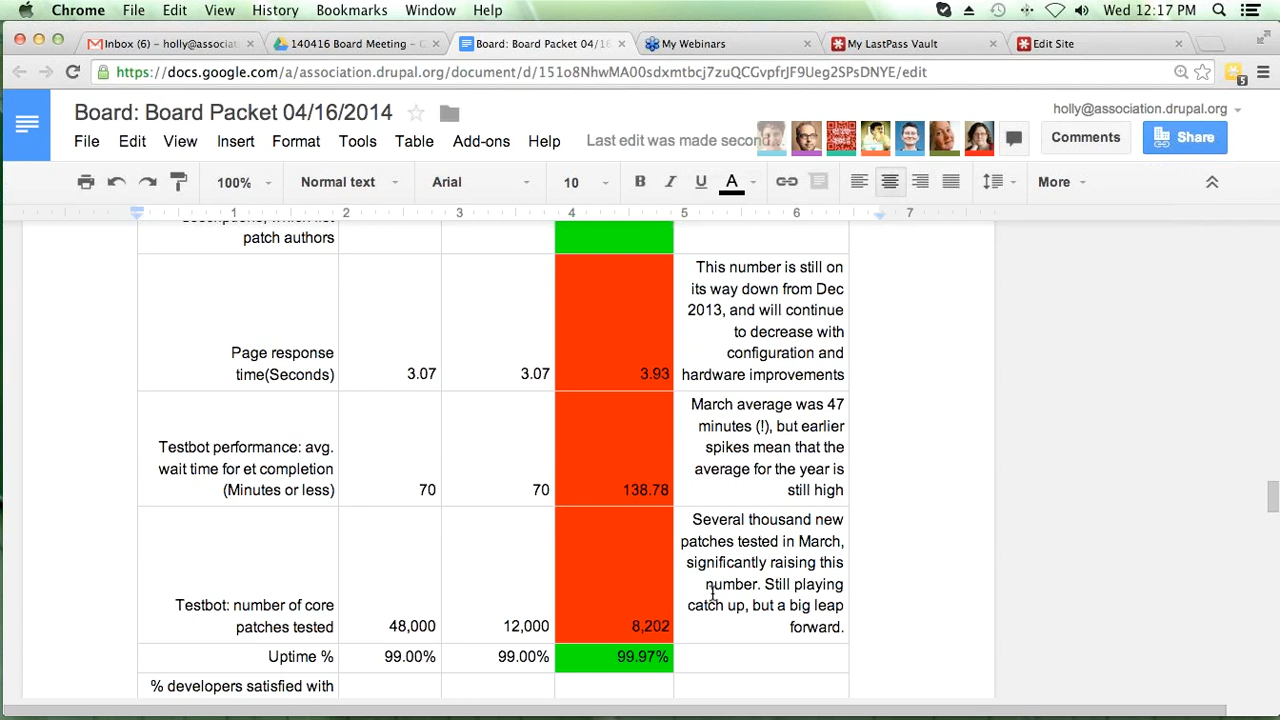 Chrome File Edit View History Bookmarks Window Help Wed 12:17 PM
Inbox (6) – holly@associat
140416 Board Meeting – C
Board: Board Packet 04/16
My Webinars
My LastPass Vault
Edit Site
https://docs.google.com/a/association.drupal.org/document/d/151o8NhwMA00sdxmtbcj7zuQCGvpfrJF9Ueg2SPsDNYE/edit
5
Board: Board Packet 04/16/2014
holly@association.drupal.org
File Edit View Insert Format Tools Table Add-ons Help
Last edit was made second
Comments
Share
100% Normal text Arial 10 B I U A More
1 2 3 4 5 6 7
patch authors
Page response
time(Seconds)
3.07
3.07
3.93
This number is still on
its way down from Dec
2013, and will continue
to decrease with
configuration and
hardware improvements
Testbot performance: avg.
wait time for et completion
(Minutes or less)
70
70
138.78
March average was 47
minutes (!), but earlier
spikes mean that the
average for the year is
still high
Testbot: number of core
patches tested
48,000
12,000
8,202
Several thousand new
patches tested in March,
significantly raising this
number. Still playing
catch up, but a big leap
forward.
Uptime %
99.00%
99.00%
99.97%
% developers satisfied with